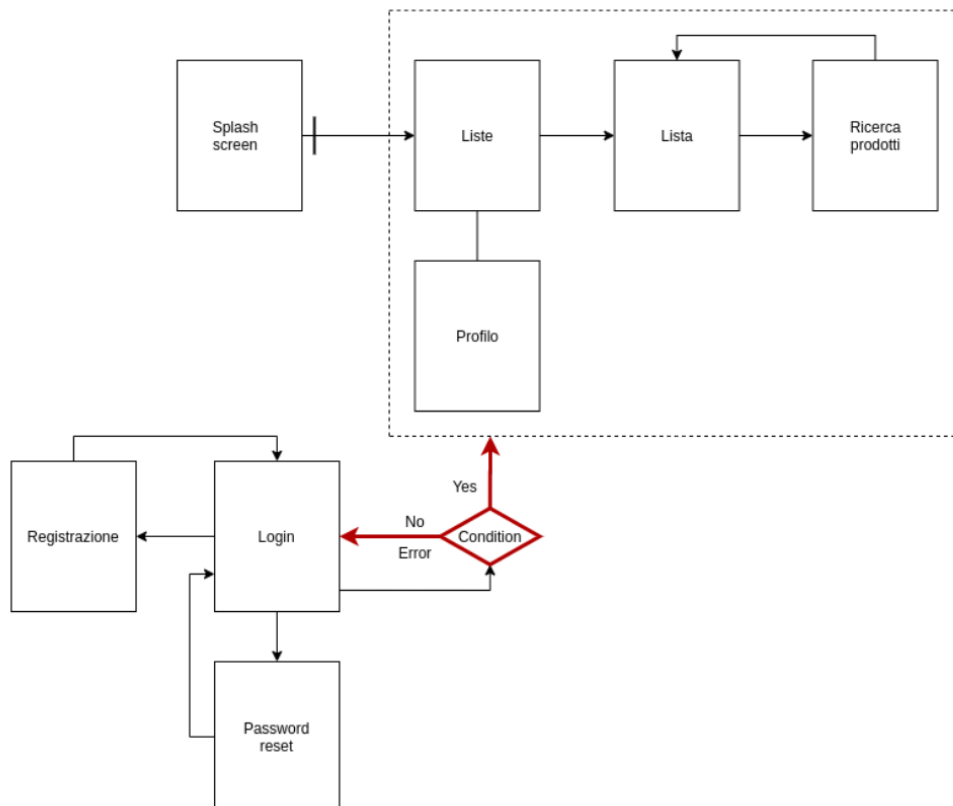 Splash
screen
Liste
Lista
Ricerca
prodotti
Profilo
Yes
No
Error
Condition
Registrazione
Login
Password
reset